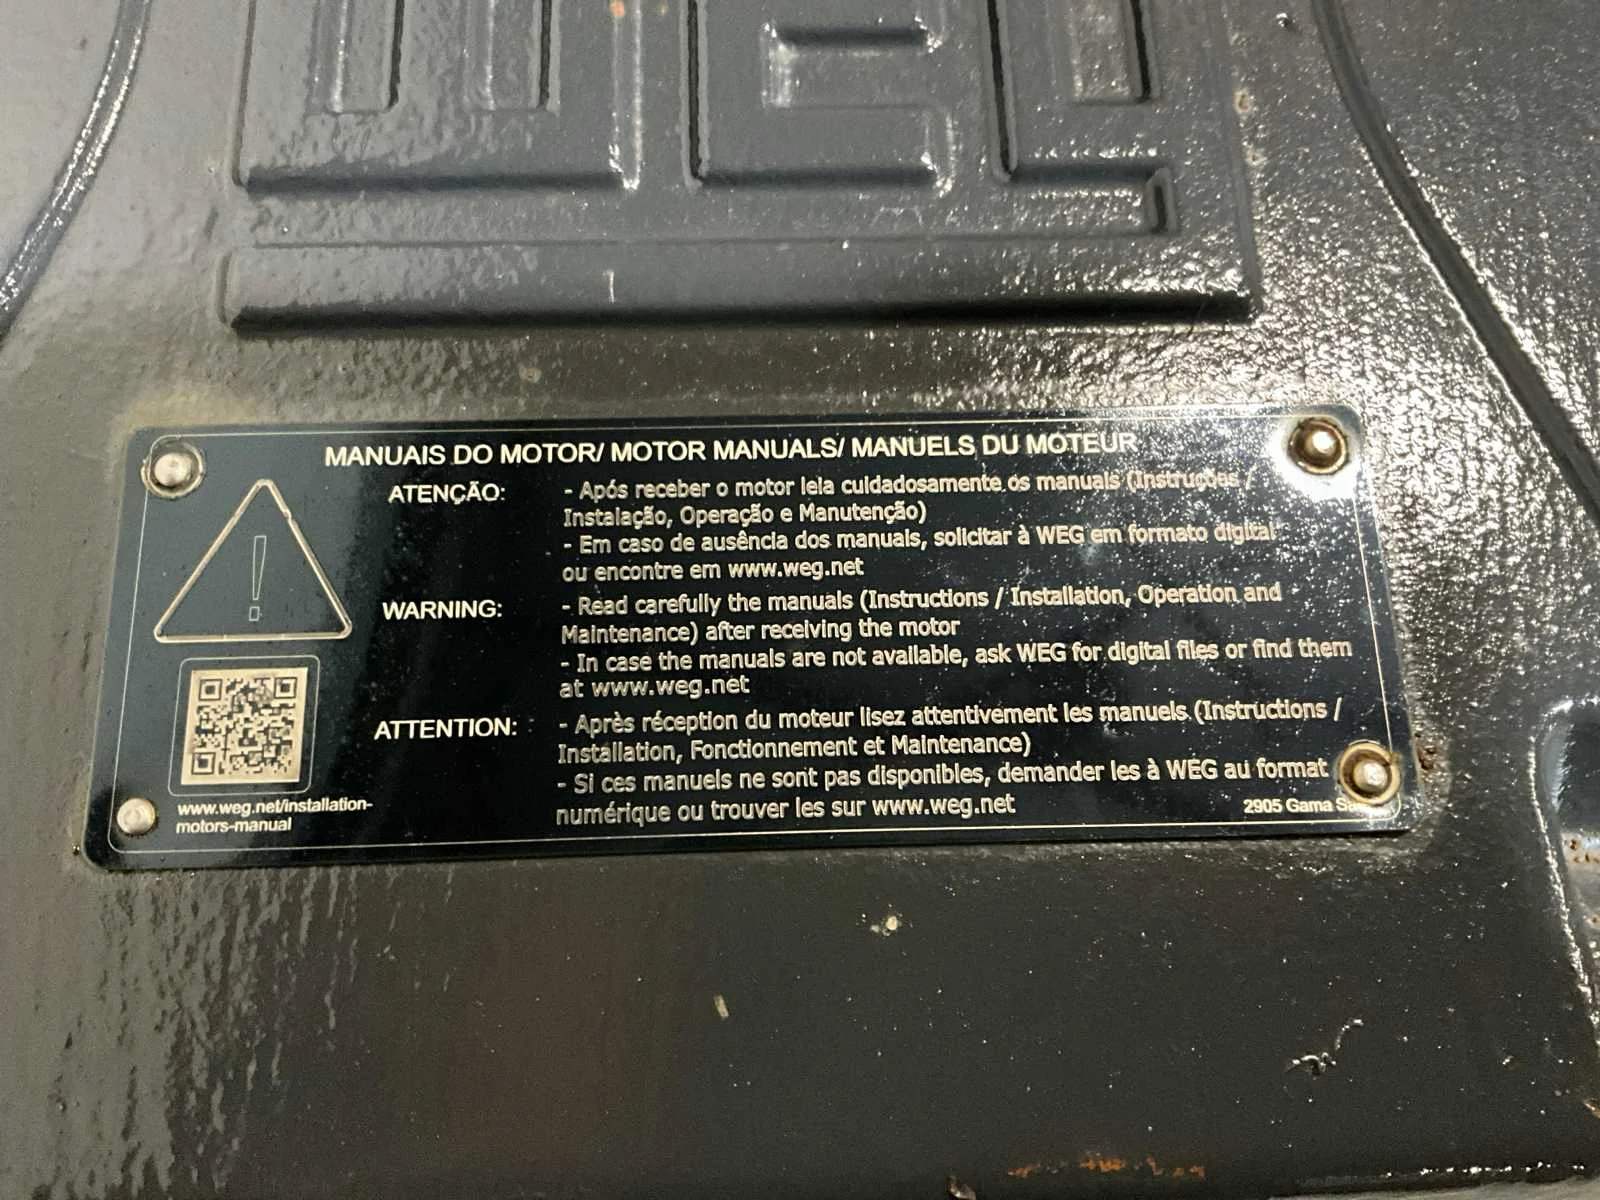 MANUAIS DO MOTOR/ MOTOR MANUALS/ MANUELS DU MOTEUR
ATENÇÃO: - Após receber o motor leia cuidadosamente os manuais (Instruções /
Instalação, Operação e Manutenção)
- Em caso de ausência dos manuais, solicitar à WEG em formato digital
ou encontre em www.weg.net
WARNING: - Read carefully the manuals (Instructions / Installation, Operation and
Maintenance) after receiving the motor
- In case the manuals are not available, ask WEG for digital files or find them
at www.weg.net
ATTENTION: - Après réception du moteur lisez attentivement les manuels (Instructions /
Installation, Fonctionnement et Maintenance)
- Si ces manuels ne sont pas disponibles, demander les à WEG au format
numérique ou trouver les sur www.weg.net
www.weg.net/installation-
motors-manual
2905 Gama